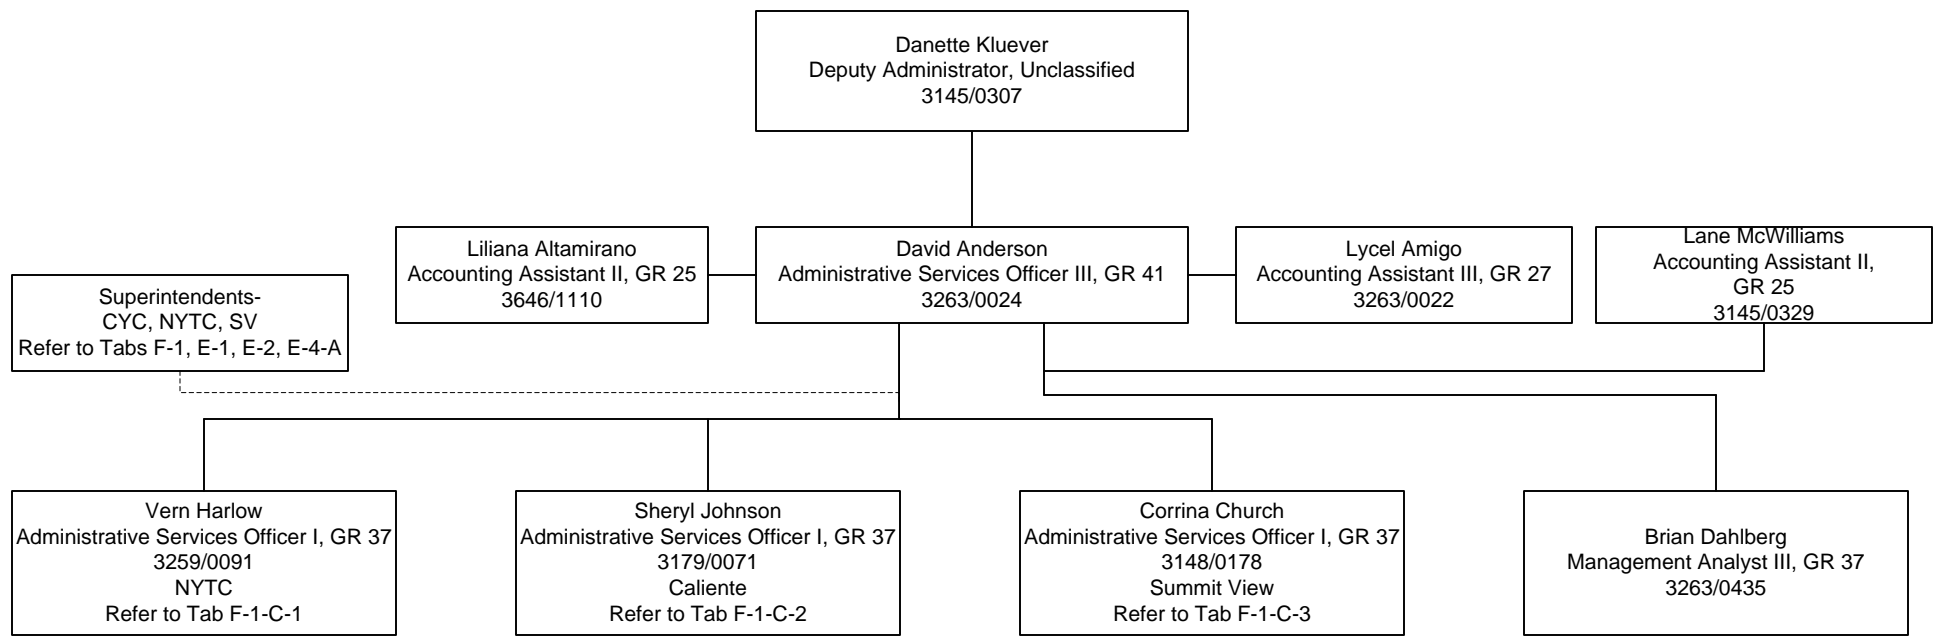 Danette Kluever
Deputy Administrator, Unclassified
3145/0307
Liliana Altamirano
Accounting Assistant II, GR 25
3646/1110
David Anderson
Administrative Services Officer III, GR 41
3263/0024
Lycel Amigo
Accounting Assistant III, GR 27
3263/0022
Lane McWilliams
Accounting Assistant II,
GR 25
3145/0329
Superintendents-
CYC, NYTC, SV
Refer to Tabs F-1, E-1, E-2, E-4-A
Vern Harlow
Administrative Services Officer I, GR 37
3259/0091
NYTC
Refer to Tab F-1-C-1
Sheryl Johnson
Administrative Services Officer I, GR 37
3179/0071
Caliente
Refer to Tab F-1-C-2
Corrina Church
Administrative Services Officer I, GR 37
3148/0178
Summit View
Refer to Tab F-1-C-3
Brian Dahlberg
Management Analyst III, GR 37
3263/0435